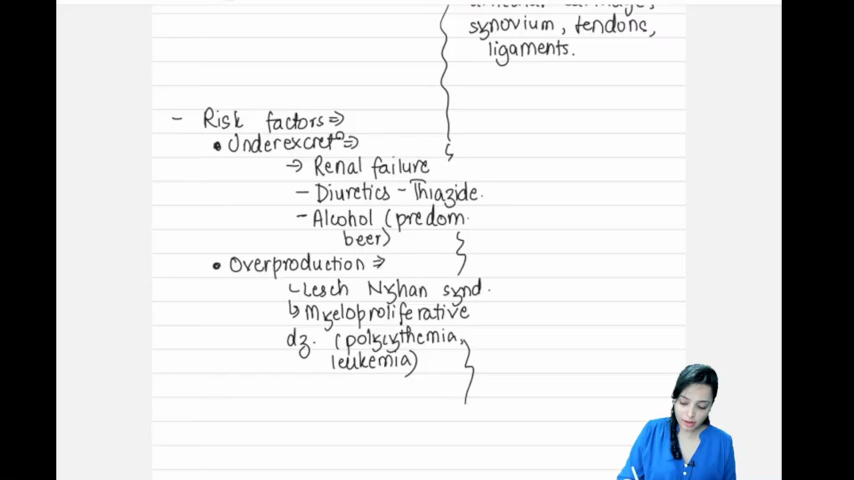 synovium, tendons,
ligaments.
- Risk factors ⇒
• Underexcretº ⇒
→ Renal failure
- Diuretics - Thiazide.
- Alcohol (predom.
beer)
• Overproduction ⇒
↳ Lesch Nyhan synd.
↳ Myeloproliferative
dz. (polycythemia,
leukemia)